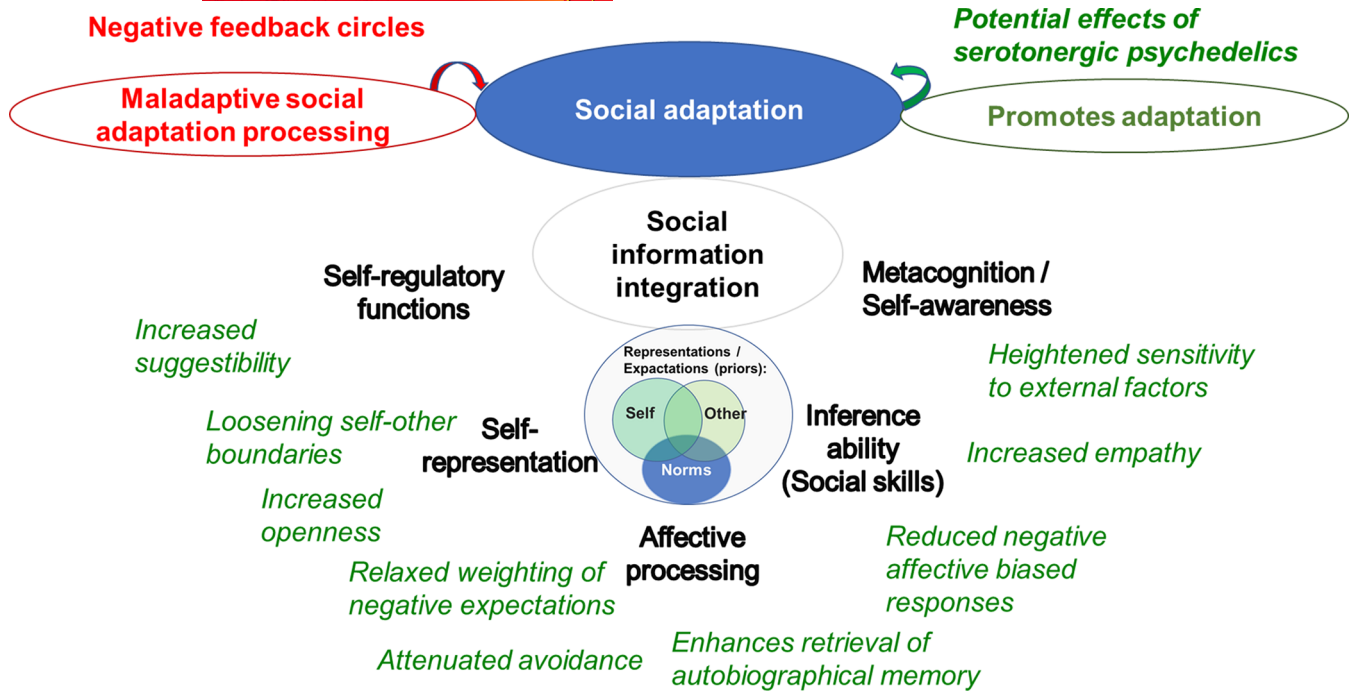 Negative feedback circles
Potential effects of
serotonergic psychedelics
Maladaptive social
adaptation processing
Social adaptation
Promotes adaptation
Social
information
integration
Self-regulatory
functions
Metacognition /
Self-awareness
Increased
suggestibility
Representations /
Expactations (priors):
Heightened sensitivity
to external factors
Self
Other
Norms
Loosening self-other
boundaries
Self-
representation
Inference
ability
(Social skills)
Increased empathy
Increased
openness
Affective
processing
Reduced negative
affective biased
responses
Relaxed weighting of
negative expectations
Attenuated avoidance
Enhances retrieval of
autobiographical memory